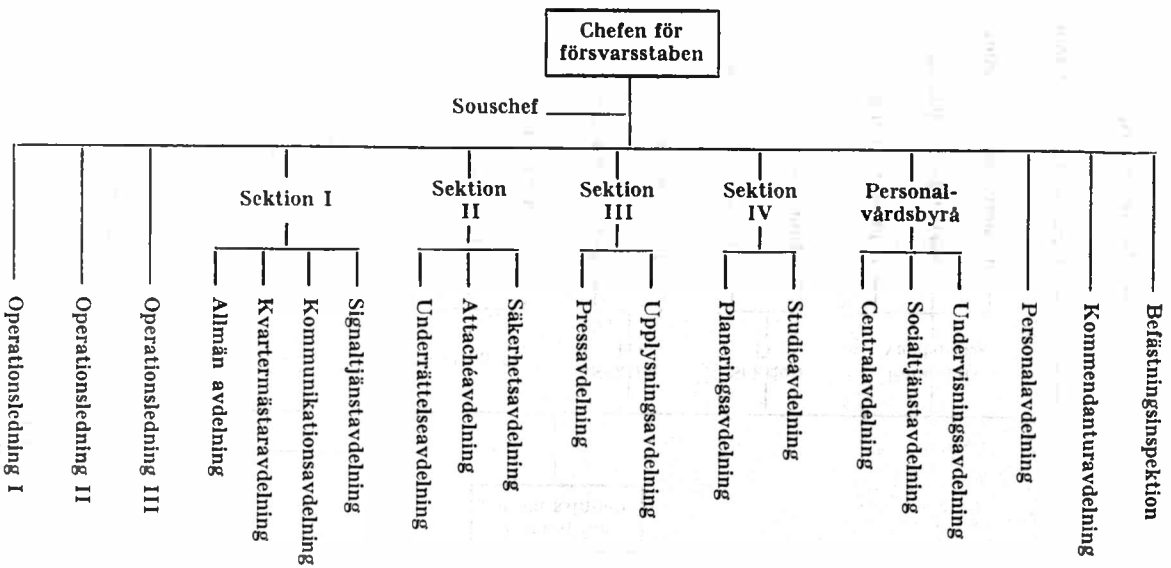 Chefen för
försvarsstaben
Souschef
Sektion I
Sektion
II
Sektion
III
Sektion
IV
Personal-
vårdsbyrå
Operationsledning I
Operationsledning II
Operationsledning III
Allmän avdelning
Kvartermästaravdelning
Kommunikationsavdelning
Signaltjänstavdelning
Underrättelseavdelning
Attachéavdelning
Säkerhetsavdelning
Pressavdelning
Upplysningsavdelning
Planeringsavdelning
Studieavdelning
Centralavdelning
Socialtjänstavdelning
Undervisningsavdelning
Personalavdelning
Kommendanturavdelning
Befästningsinspektion